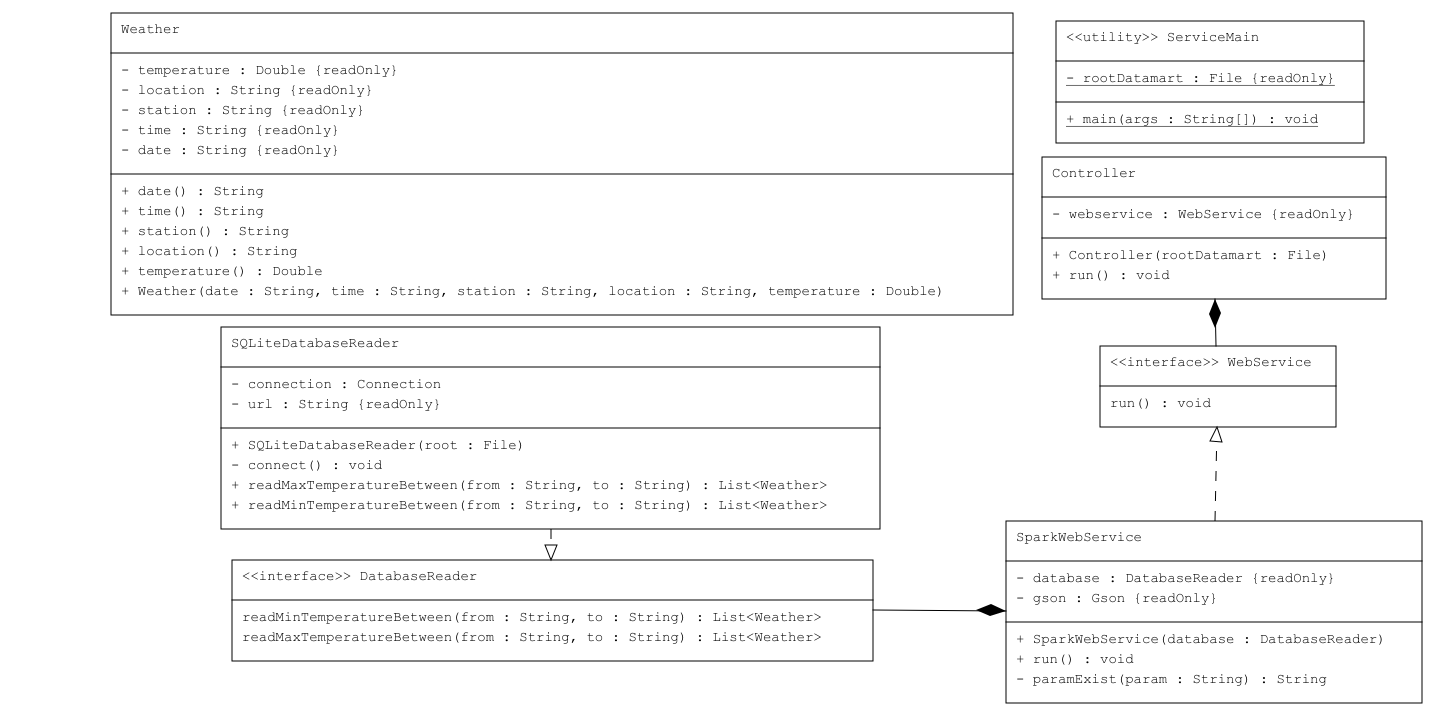 Weather
- temperature : Double {readOnly}
- location : String {readOnly}
- station : String {readOnly}
- time : String {readOnly}
- date : String {readOnly}
+ date() : String
+ time() : String
+ station() : String
+ location() : String
+ temperature() : Double
+ Weather(date : String, time : String, station : String, location : String, temperature : Double)
<<utility>> ServiceMain
- rootDatamart : File {readOnly}
+ main(args : String[]) : void
Controller
- webservice : WebService {readOnly}
+ Controller(rootDatamart : File)
+ run() : void
SQLiteDatabaseReader
- connection : Connection
- url : String {readOnly}
+ SQLiteDatabaseReader(root : File)
- connect() : void
+ readMaxTemperatureBetween(from : String, to : String) : List<Weather>
+ readMinTemperatureBetween(from : String, to : String) : List<Weather>
<<interface>> WebService
run() : void
<<interface>> DatabaseReader
readMinTemperatureBetween(from : String, to : String) : List<Weather>
readMaxTemperatureBetween(from : String, to : String) : List<Weather>
SparkWebService
- database : DatabaseReader {readOnly}
- gson : Gson {readOnly}
+ SparkWebService(database : DatabaseReader)
+ run() : void
- paramExist(param : String) : String